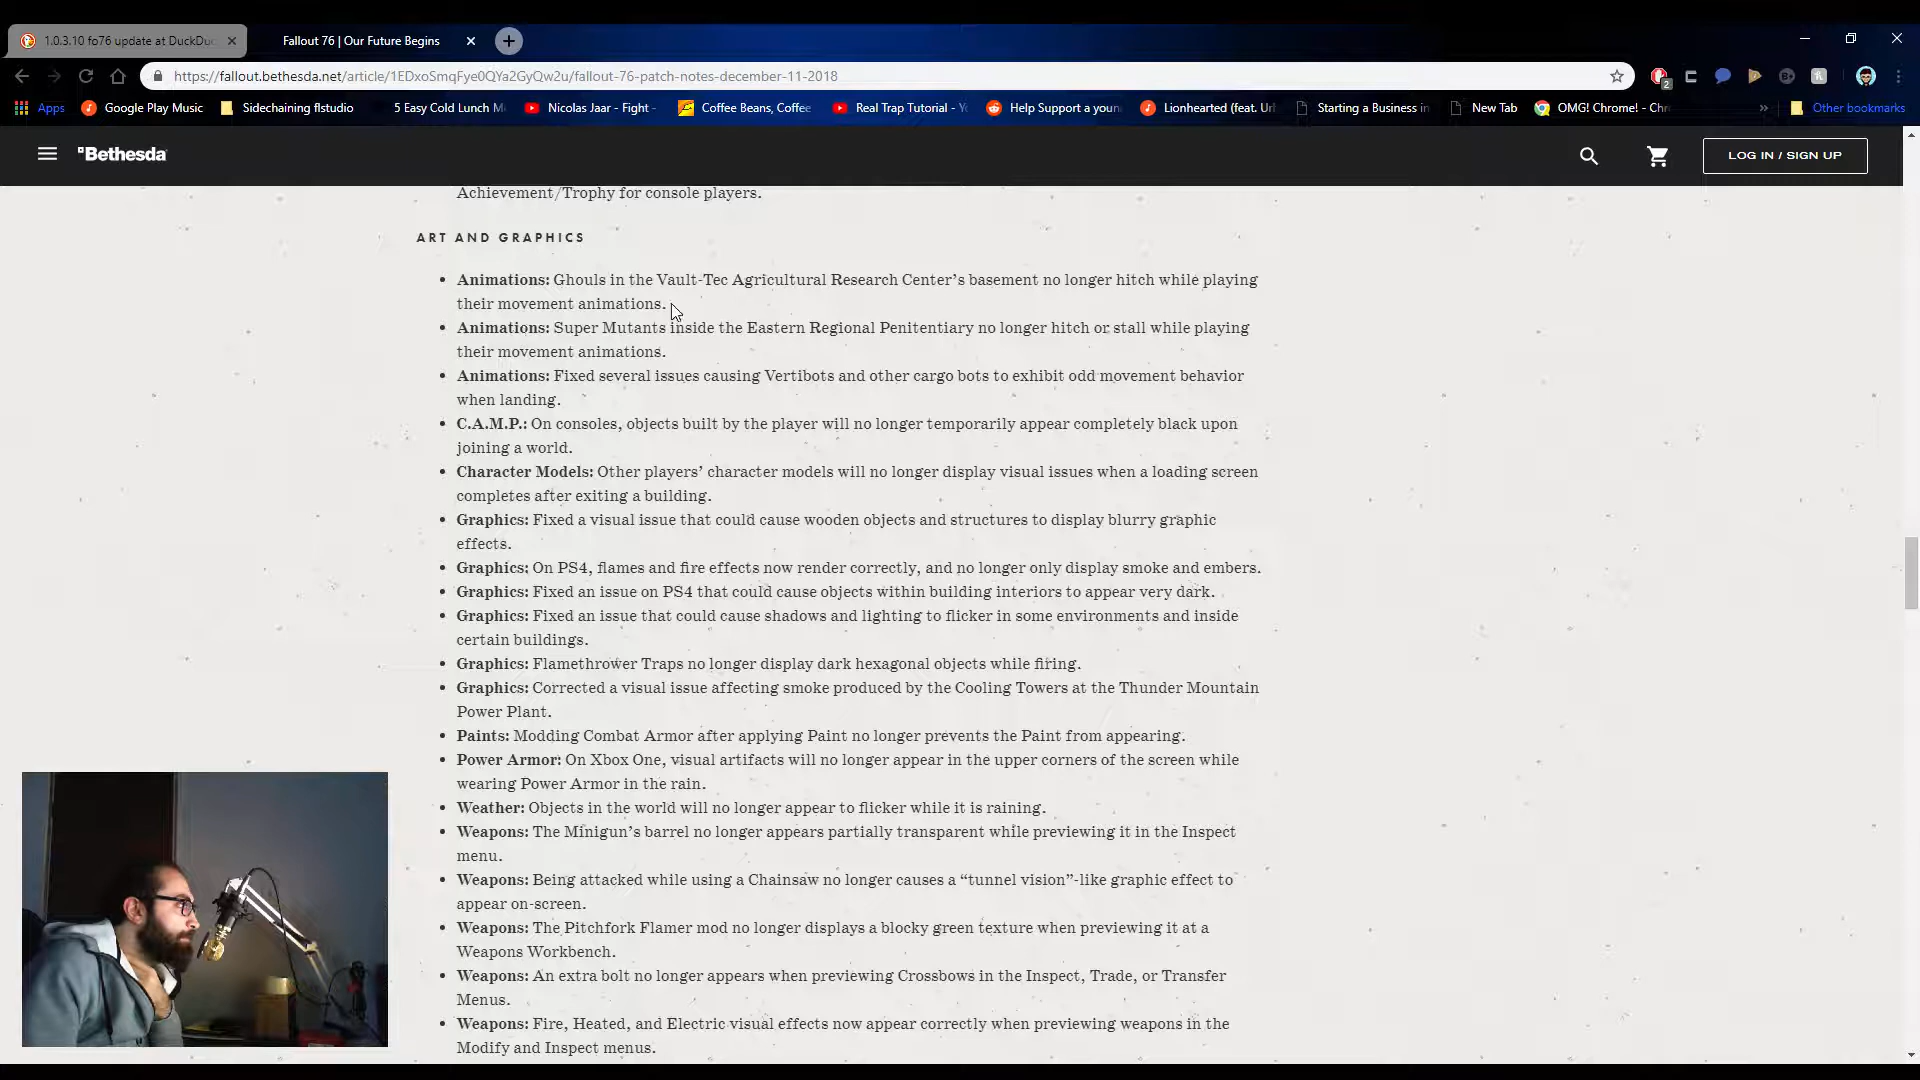 1.0.3.10 fo76 update at DuckDuc
Fallout 76 | Our Future Begins
https://fallout.bethesda.net/article/1EDxoSmqFye0QYa2GyQw2u/fallout-76-patch-notes-december-11-2018
2
Apps
Google Play Music
Sidechaining flstudio
5 Easy Cold Lunch M
Nicolas Jaar - Fight -
Coffee Beans, Coffee
Real Trap Tutorial - Y
Help Support a youn
Lionhearted (feat. Ur
Starting a Business in
New Tab
OMG! Chrome! - Chr
Other bookmarks
Bethesda
LOG IN / SIGN UP
Achievement/Trophy for console players.
ART AND GRAPHICS
Animations: Ghouls in the Vault-Tec Agricultural Research Center’s basement no longer hitch while playing
their movement animations.
Animations: Super Mutants inside the Eastern Regional Penitentiary no longer hitch or stall while playing
their movement animations.
Animations: Fixed several issues causing Vertibots and other cargo bots to exhibit odd movement behavior
when landing.
C.A.M.P.: On consoles, objects built by the player will no longer temporarily appear completely black upon
joining a world.
Character Models: Other players’ character models will no longer display visual issues when a loading screen
completes after exiting a building.
Graphics: Fixed a visual issue that could cause wooden objects and structures to display blurry graphic
effects.
Graphics: On PS4, flames and fire effects now render correctly, and no longer only display smoke and embers.
Graphics: Fixed an issue on PS4 that could cause objects within building interiors to appear very dark.
Graphics: Fixed an issue that could cause shadows and lighting to flicker in some environments and inside
certain buildings.
Graphics: Flamethrower Traps no longer display dark hexagonal objects while firing.
Graphics: Corrected a visual issue affecting smoke produced by the Cooling Towers at the Thunder Mountain
Power Plant.
Paints: Modding Combat Armor after applying Paint no longer prevents the Paint from appearing.
Power Armor: On Xbox One, visual artifacts will no longer appear in the upper corners of the screen while
wearing Power Armor in the rain.
Weather: Objects in the world will no longer appear to flicker while it is raining.
Weapons: The Minigun’s barrel no longer appears partially transparent while previewing it in the Inspect
menu.
Weapons: Being attacked while using a Chainsaw no longer causes a “tunnel vision”-like graphic effect to
appear on-screen.
Weapons: The Pitchfork Flamer mod no longer displays a blocky green texture when previewing it at a
Weapons Workbench.
Weapons: An extra bolt no longer appears when previewing Crossbows in the Inspect, Trade, or Transfer
Menus.
Weapons: Fire, Heated, and Electric visual effects now appear correctly when previewing weapons in the
Modify and Inspect menus.